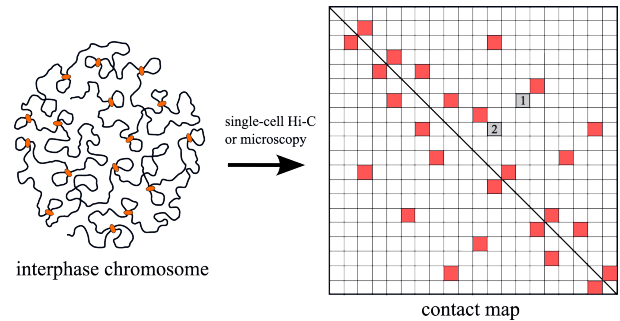 single-cell Hi-C
or microscopy
1
2
interphase chromosome
contact map